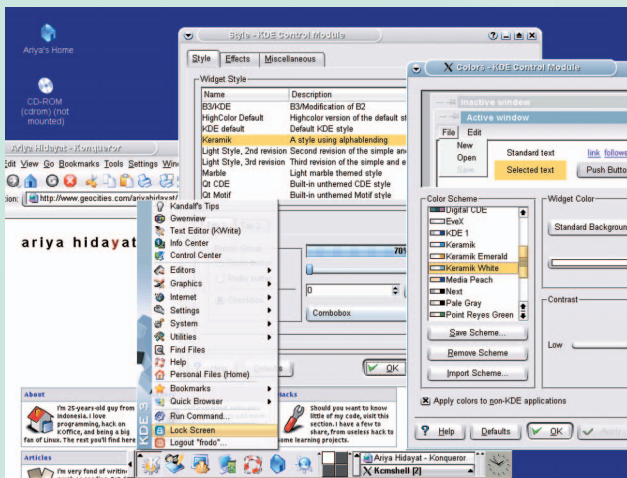 Ariya's Home
CD-ROM
(cdrom) (not
mounted)
Style - KDE Control Module
Style Effects Miscellaneous
Widget Style
Name Description
B3/KDE B3/Modification of B2
HighColor Default Highcolor version of the default st
KDE default Default KDE style
Keramik A style using alphablending
Light Style, 2nd revision Second revision of the simple and
Light Style, 3rd revision Third revision of the simple and e
Marble Light marble themed style
Qt CDE Built-in unthemed CDE style
Qt Motif Built-in unthemed Motif style
70%
0
Combobox
OK
Colors - KDE Control Module
Inactive window
Active window
File Edit
New
Open
Save
Standard text link followe
Selected text Push Butto
Color Scheme
Digital CDE
EveX
KDE 1
Keramik
Keramik Emerald
Keramik White
Media Peach
Next
Pale Gray
Point Reyes Green
Save Scheme...
Remove Scheme
Import Scheme...
Widget Color
Standard Backgroun
Contrast
Low
Apply colors to non-KDE applications
Help Defaults OK Apply
Ariya Hidayat - Konqueror
Edit View Go Bookmarks Tools Settings Win
tion: http://www.geocities.com/ariyahidayat/
ariya hidayat
KDE 3
Kandalf's Tips
Gwenview
Text Editor (KWrite)
Info Center
Control Center
Editors
Graphics
Internet
Settings
System
Utilities
Find Files
Help
Personal Files (Home)
Bookmarks
Quick Browser
Run Command...
Lock Screen
Logout "frodo"...
About
I'm 25-years-old guy from
Indonesia. I love
programming, hack on
KOffice, and being a big
fan of Linux. The rest you'll find here
Hacks
Should you want to know
little of my code, visit this
section. I have a few to
share, from useless hack to
some learning projects.
Articles
I'm very fond of writing
Ariya Hidayat - Konqueror
Kcmshell [2]